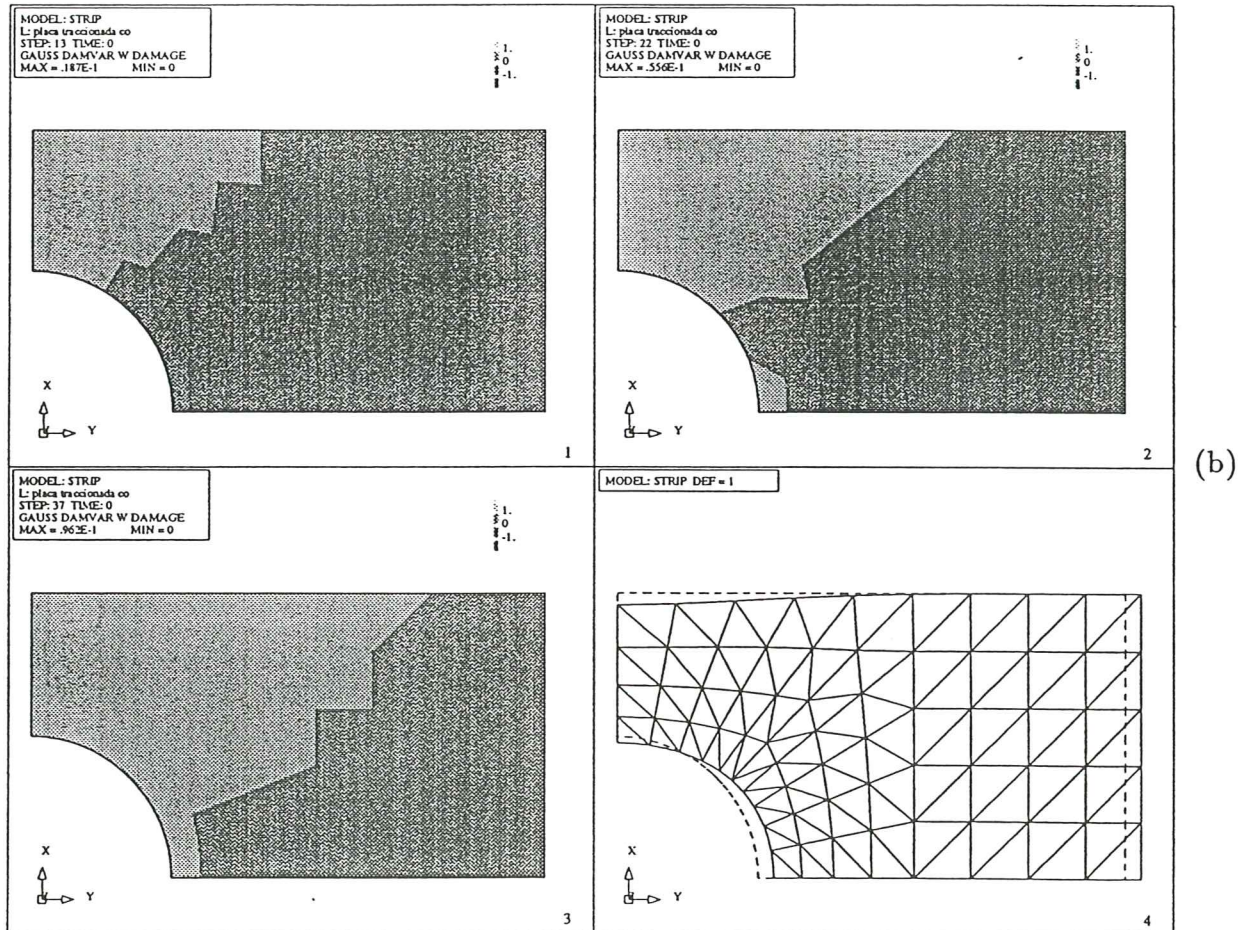 MODEL: STRIP
L: placa traccionada co
STEP: 13 TIME: 0
GAUSS DAMVAR W DAMAGE
MAX = .187E-1 MIN = 0
1.
0
-1.
X
Y
1
MODEL: STRIP
L: placa traccionada co
STEP: 22 TIME: 0
GAUSS DAMVAR W DAMAGE
MAX = .556E-1 MIN = 0
1.
0
-1.
X
Y
2
(b)
MODEL: STRIP
L: placa traccionada co
STEP: 37 TIME: 0
GAUSS DAMVAR W DAMAGE
MAX = .962E-1 MIN = 0
1.
0
-1.
X
Y
3
MODEL: STRIP DEF = 1
X
Y
4